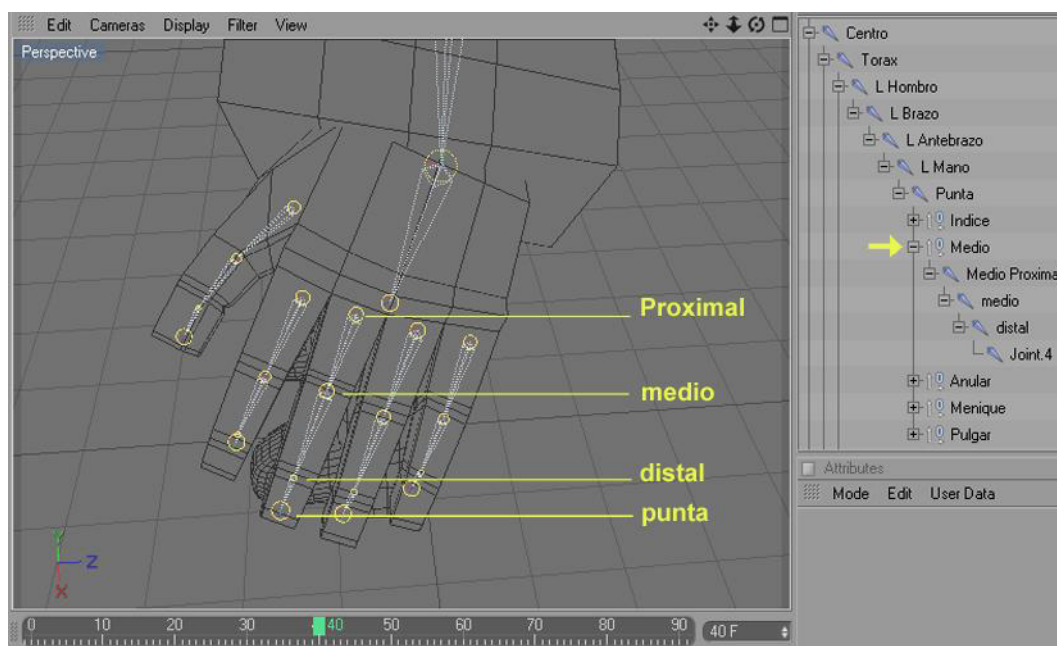 Edit Cameras Display Filter View
Perspective
Proximal
medio
distal
punta
Y
Z
X
0 10 20 30 40 50 60 70 80 90 40 F
Centro
Torax
L Hombro
L Brazo
L Antebrazo
L Mano
Punta
Indice
Medio
Medio Proxima
medio
distal
Joint.4
Anular
Menique
Pulgar
Attributes
Mode Edit User Data